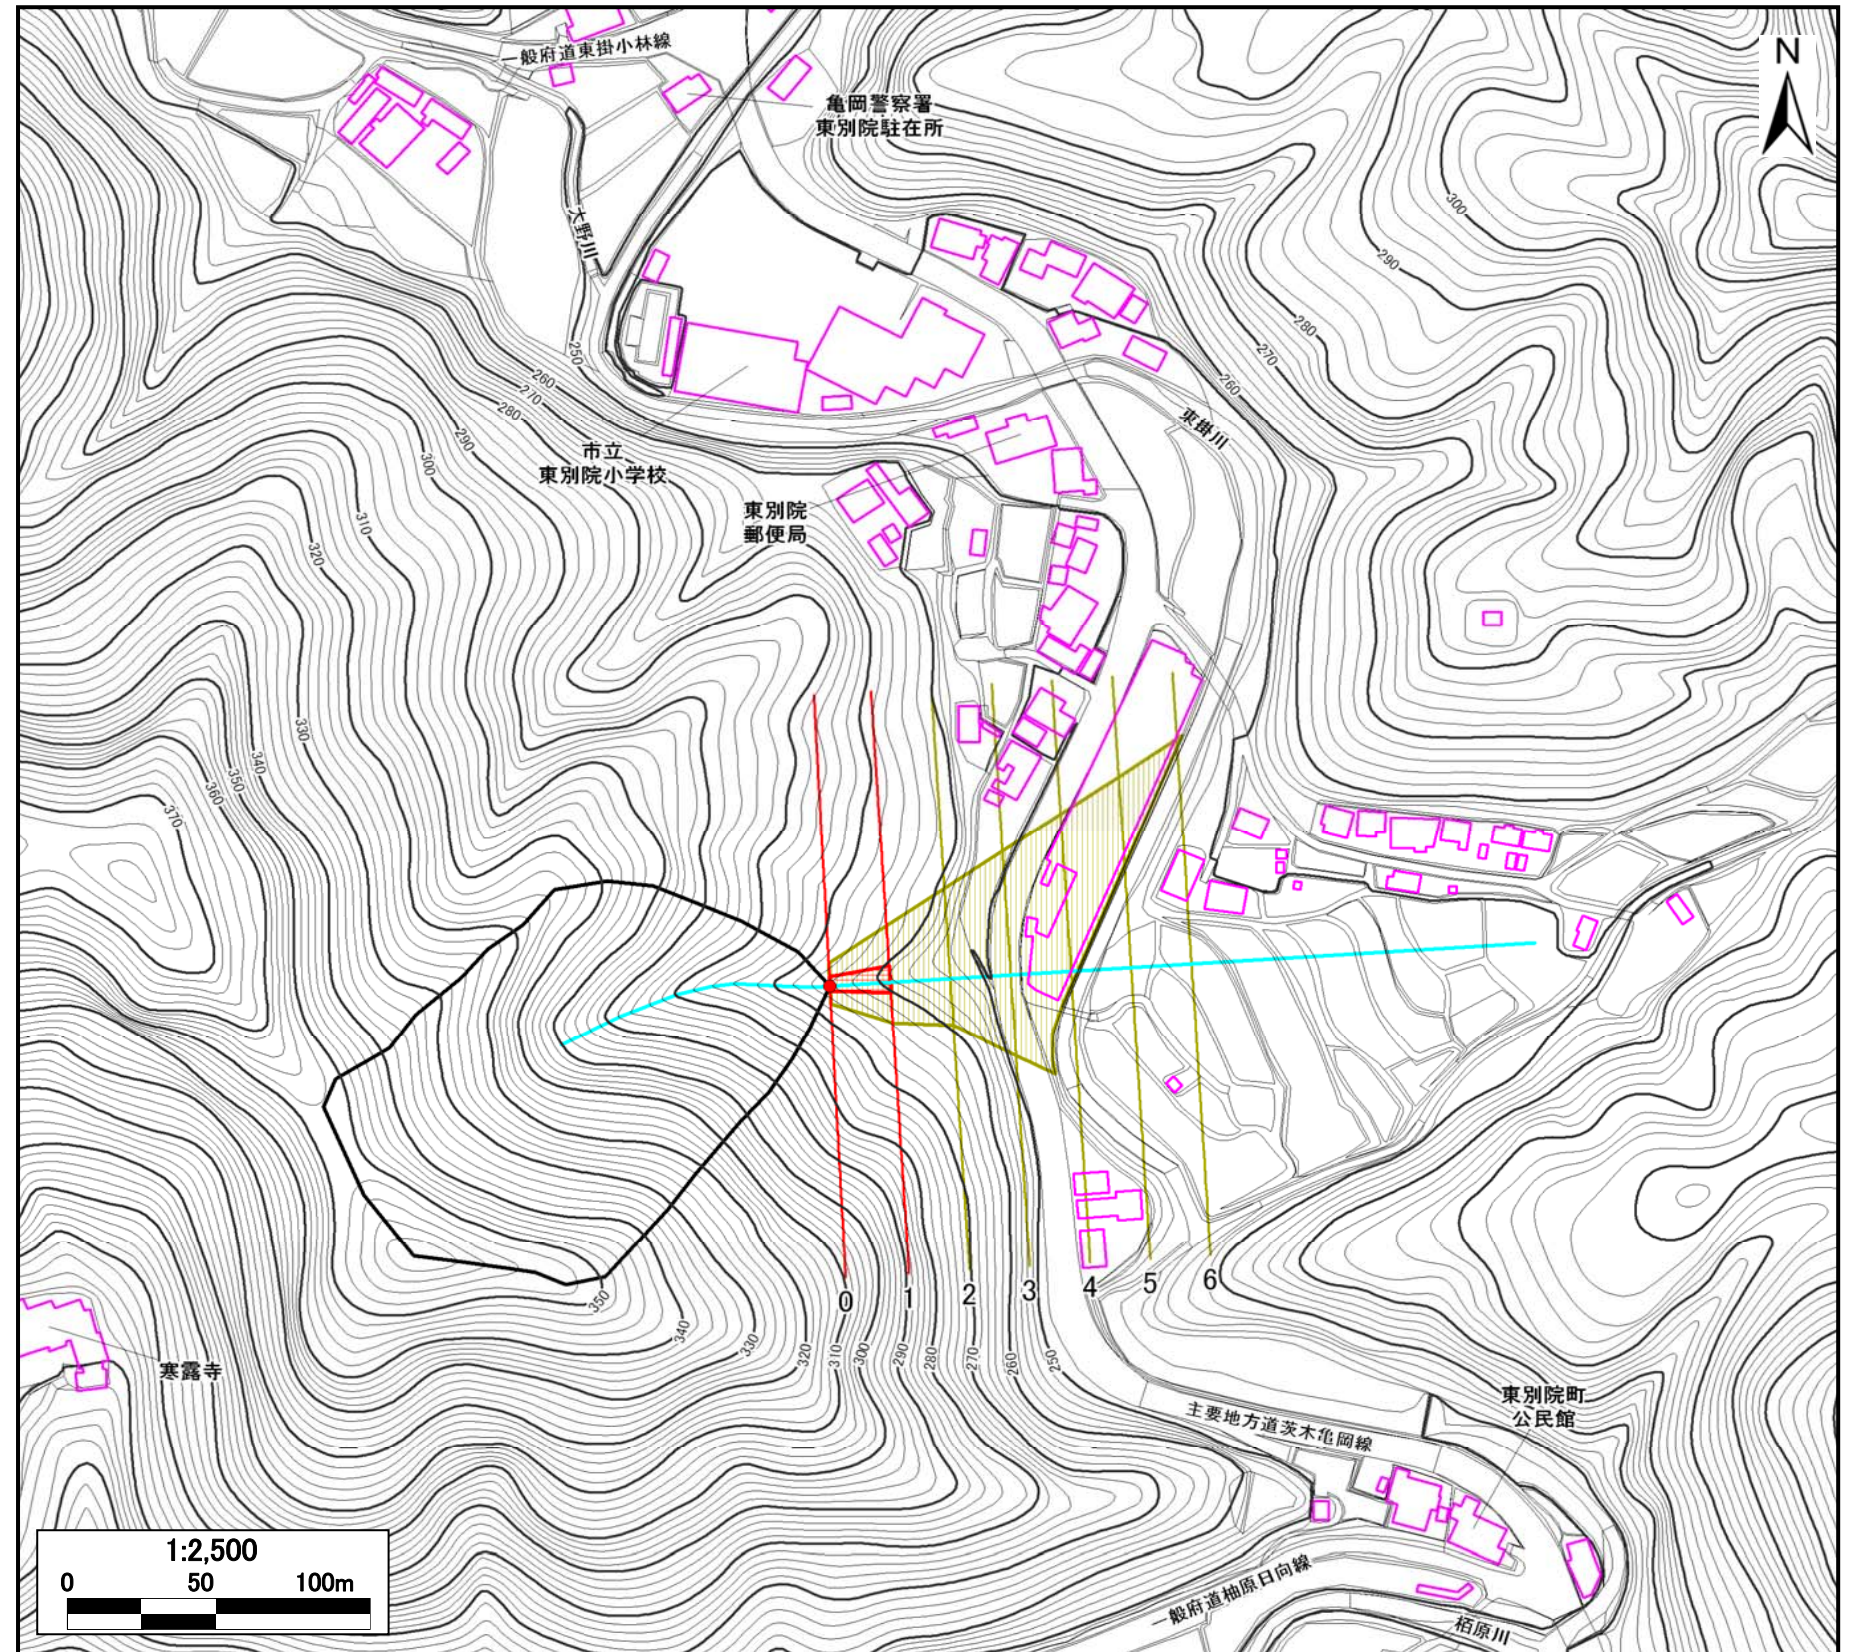 一般府道東掛小林線
N
亀岡警察署
東別院駐在所
大野川
300
290
280
270
260
250
260
270
280
290
300
310
320
330
340
350
360
370
東掛川
市立
東別院小学校
東別院
郵便局
0
1
2
3
4
5
6
350
340
330
320
310
300
290
280
270
260
250
寒露寺
主要地方道茨木亀岡線
東別院町
公民館
一般府道柚原日向線
栢原川
1:2,500
0 50 100m